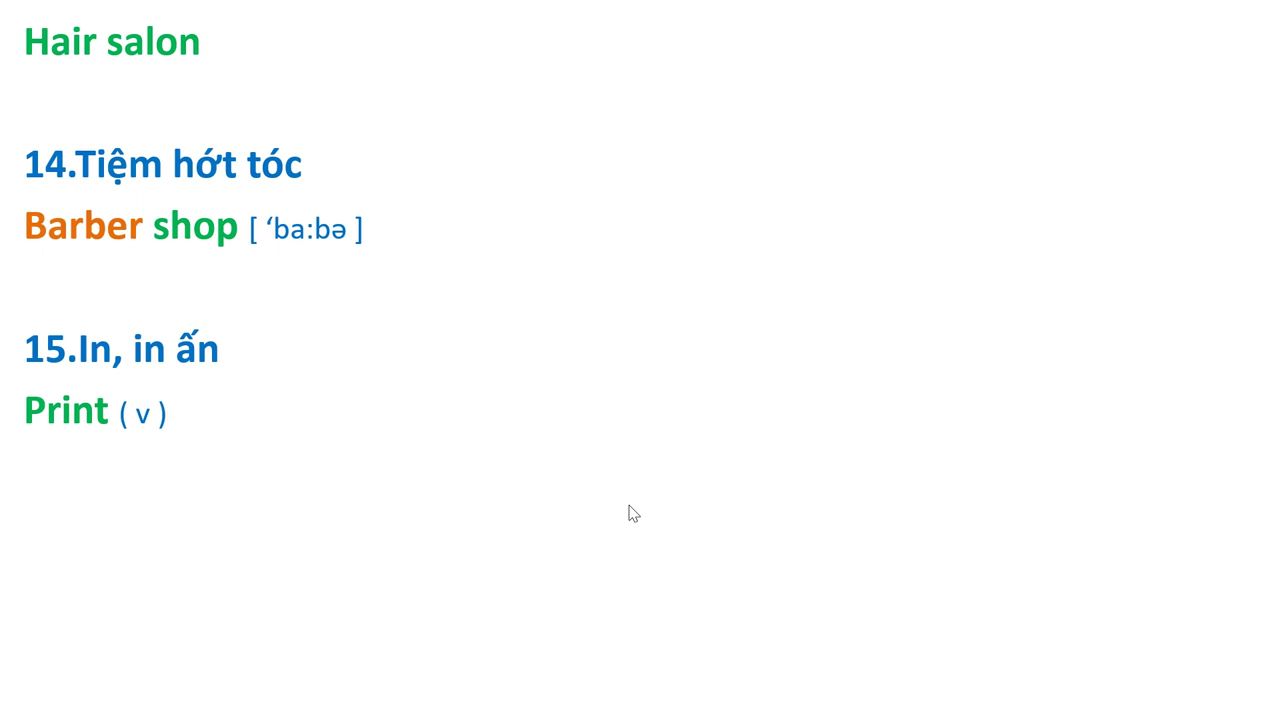 Hair salon
14.Tiệm hớt tóc
Barber shop [ ‘ba:bə ]
15.In, in ấn
Print ( v )